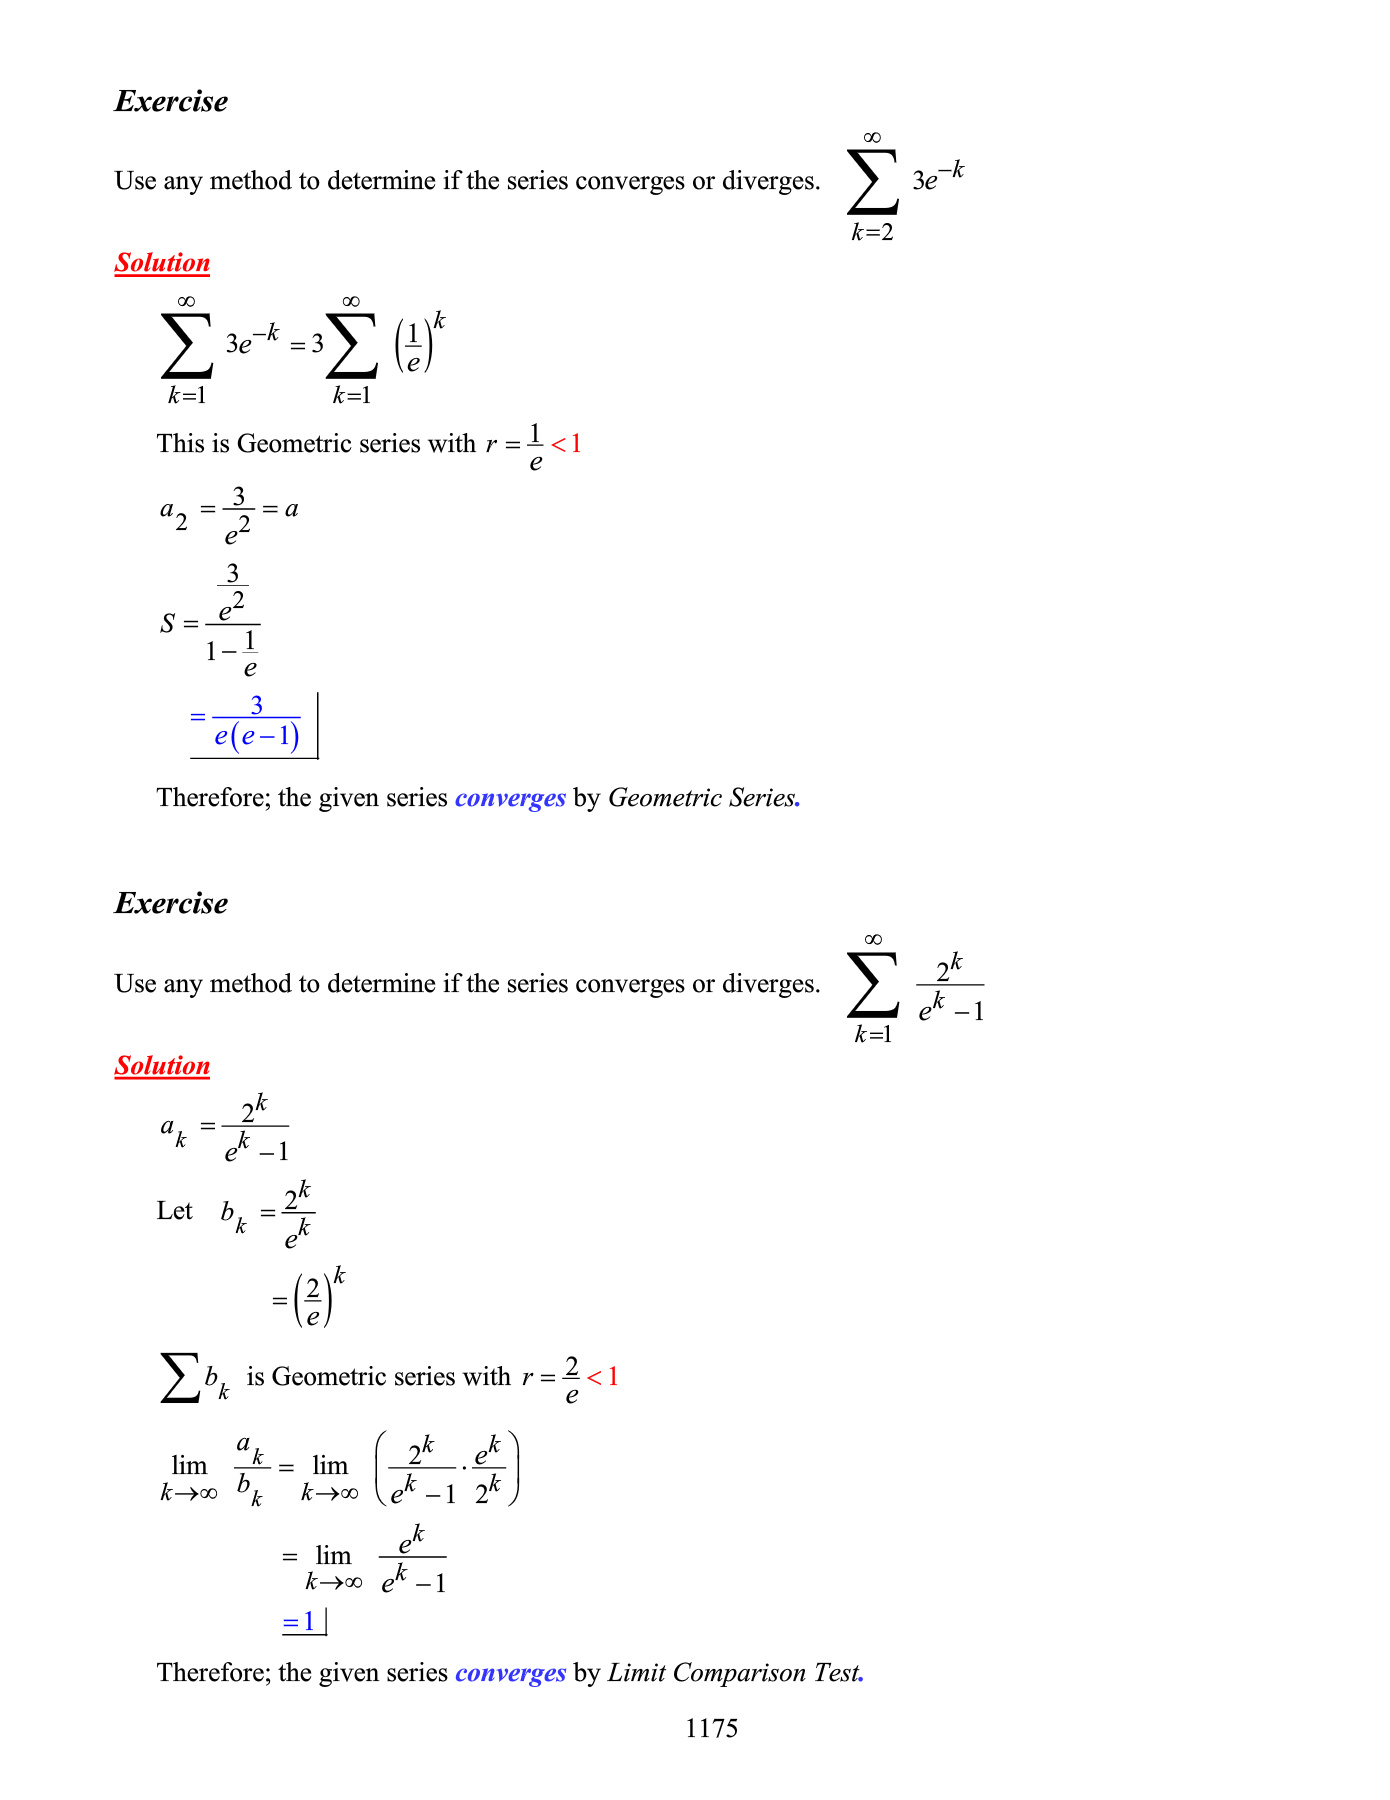 Exercise
Use any method to determine if the series converges or diverges. $\sum_{k=2}^{\infty} 3e^{-k}$
Solution
$\sum_{k=1}^{\infty} 3e^{-k} = 3\sum_{k=1}^{\infty} \left(\frac{1}{e}\right)^k$
This is Geometric series with $r = \frac{1}{e} < 1$
$a_2 = \frac{3}{e^2} = a$
$S = \frac{\frac{3}{e^2}}{1 - \frac{1}{e}}$
$= \frac{3}{e(e-1)}$
Therefore; the given series converges by Geometric Series.
Exercise
Use any method to determine if the series converges or diverges. $\sum_{k=1}^{\infty} \frac{2^k}{e^k - 1}$
Solution
$a_k = \frac{2^k}{e^k - 1}$
Let $b_k = \frac{2^k}{e^k}$
$= \left(\frac{2}{e}\right)^k$
$\sum b_k$ is Geometric series with $r = \frac{2}{e} < 1$
$\lim_{k \to \infty} \frac{a_k}{b_k} = \lim_{k \to \infty} \left(\frac{2^k}{e^k - 1} \cdot \frac{e^k}{2^k}\right)$
$= \lim_{k \to \infty} \frac{e^k}{e^k - 1}$
$= 1$
Therefore; the given series converges by Limit Comparison Test.
1175